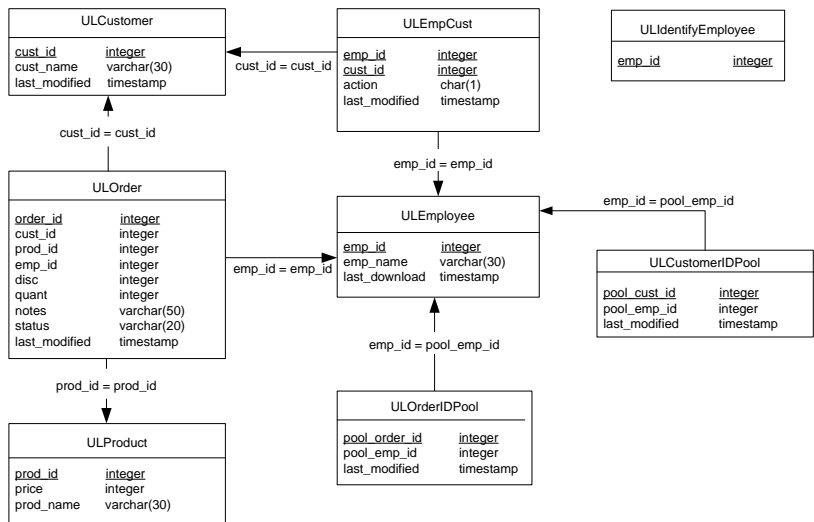 ULCustomer
cust_id integer
cust_name varchar(30)
last_modified timestamp
ULEmpCust
emp_id integer
cust_id integer
action char(1)
last_modified timestamp
ULIdentifyEmployee
emp_id integer
cust_id = cust_id
cust_id = cust_id
emp_id = emp_id
ULOrder
order_id integer
cust_id integer
prod_id integer
emp_id integer
disc integer
quant integer
notes varchar(50)
status varchar(20)
last_modified timestamp
emp_id = emp_id
ULEmployee
emp_id integer
emp_name varchar(30)
last_download timestamp
emp_id = pool_emp_id
ULCustomerIDPool
pool_cust_id integer
pool_emp_id integer
last_modified timestamp
emp_id = pool_emp_id
prod_id = prod_id
ULOrderIDPool
pool_order_id integer
pool_emp_id integer
last_modified timestamp
ULProduct
prod_id integer
price integer
prod_name varchar(30)